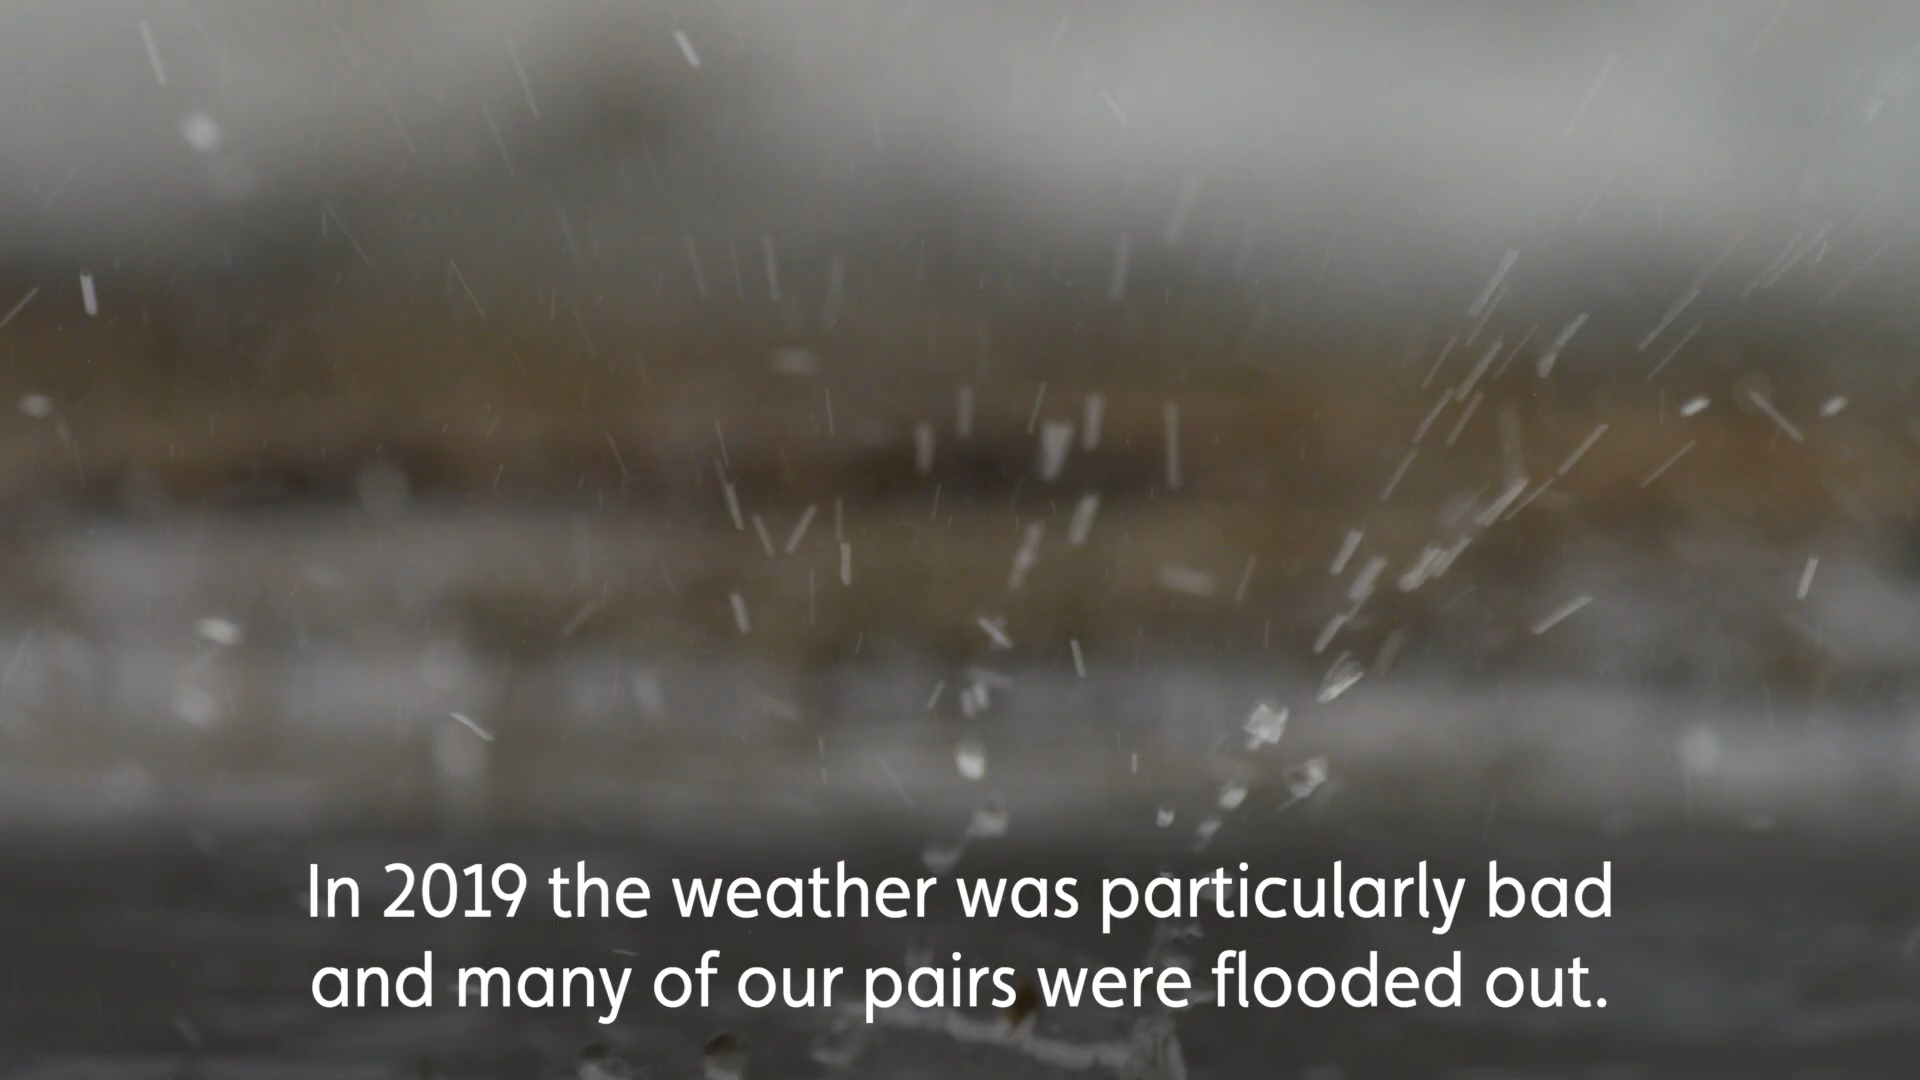 In 2019 the weather was particularly bad
and many of our pairs were flooded out.